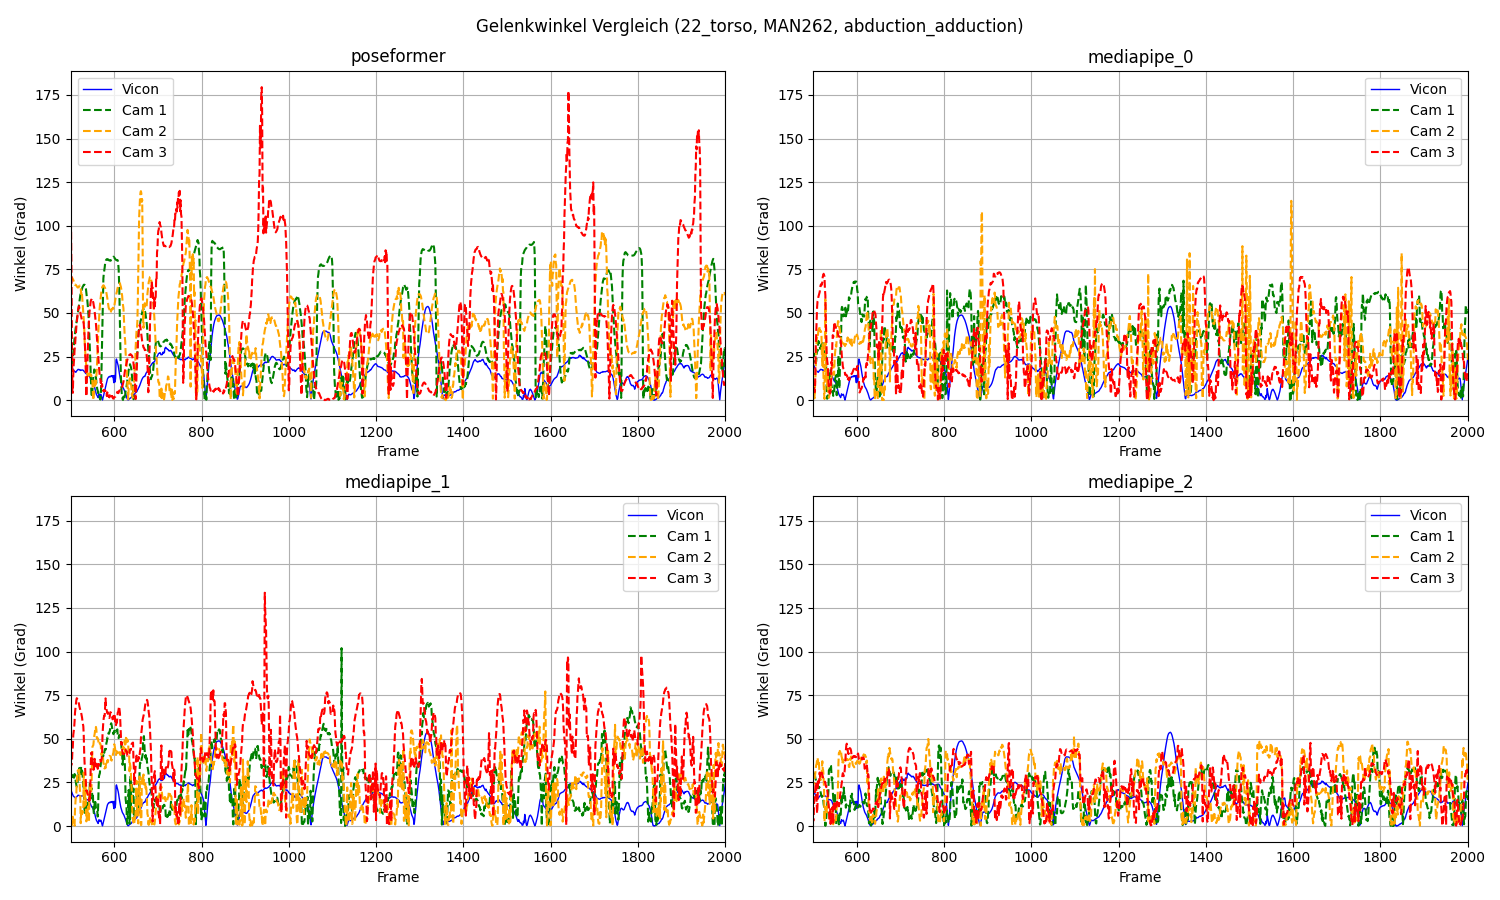 Gelenkwinkel Vergleich (22_torso, MAN262, abduction_adduction)
poseformer
Winkel (Grad)
175
150
125
100
75
50
25
0
Vicon
Cam 1
Cam 2
Cam 3
600 800 1000 1200 1400 1600 1800 2000
Frame
mediapipe_0
Winkel (Grad)
175
150
125
100
75
50
25
0
Vicon
Cam 1
Cam 2
Cam 3
600 800 1000 1200 1400 1600 1800 2000
Frame
mediapipe_1
Winkel (Grad)
175
150
125
100
75
50
25
0
Vicon
Cam 1
Cam 2
Cam 3
600 800 1000 1200 1400 1600 1800 2000
Frame
mediapipe_2
Winkel (Grad)
175
150
125
100
75
50
25
0
Vicon
Cam 1
Cam 2
Cam 3
600 800 1000 1200 1400 1600 1800 2000
Frame